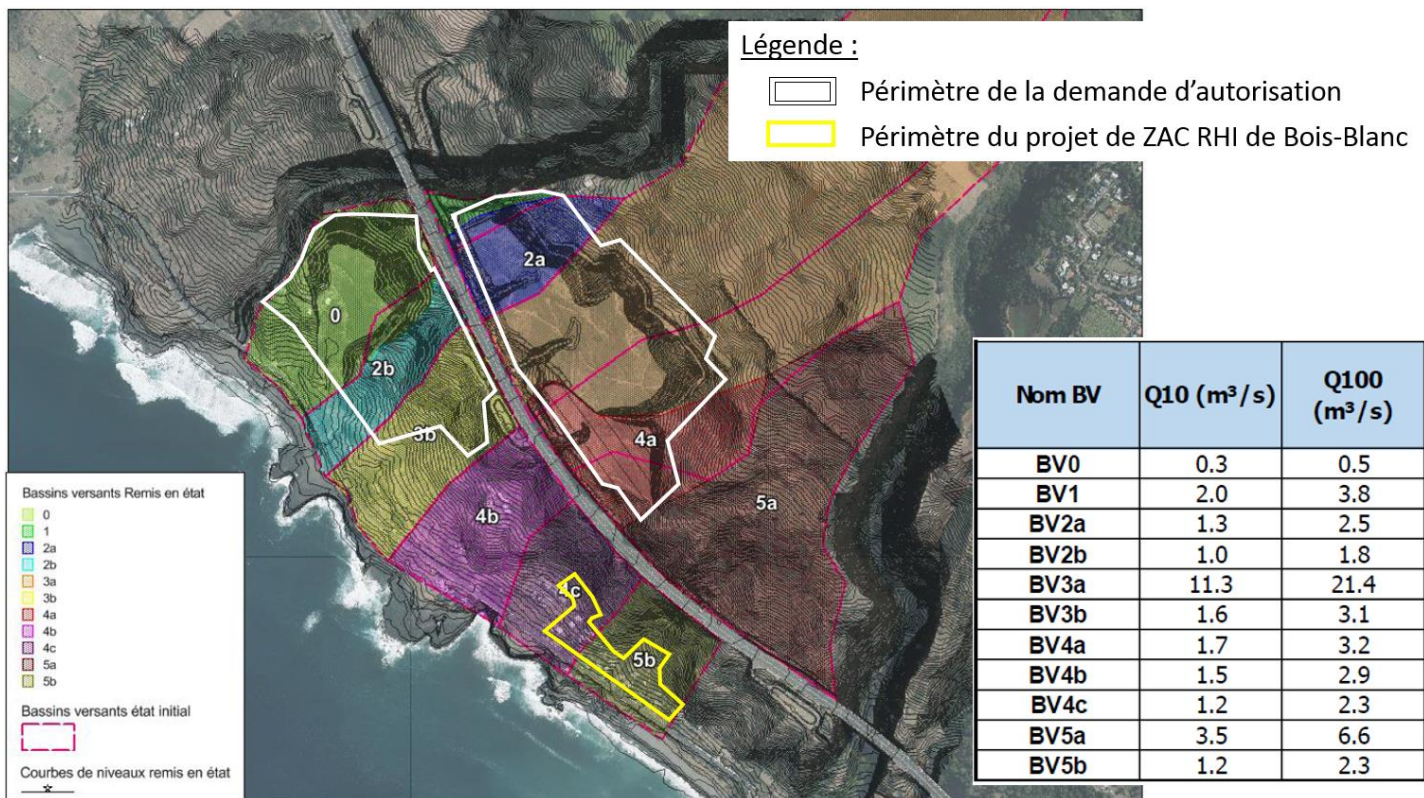 Légende :
Périmètre de la demande d’autorisation
Périmètre du projet de ZAC RHI de Bois-Blanc
2a
0
2b
3b
4a
4b
5a
4c
5b
Bassins versants Remis en état
0
1
2a
2b
3a
3b
4a
4b
4c
5a
5b
Bassins versants état initial
Courbes de niveaux remis en état
Nom BV Q10 (m³/s) Q100 (m³/s)
BV0 0.3 0.5
BV1 2.0 3.8
BV2a 1.3 2.5
BV2b 1.0 1.8
BV3a 11.3 21.4
BV3b 1.6 3.1
BV4a 1.7 3.2
BV4b 1.5 2.9
BV4c 1.2 2.3
BV5a 3.5 6.6
BV5b 1.2 2.3